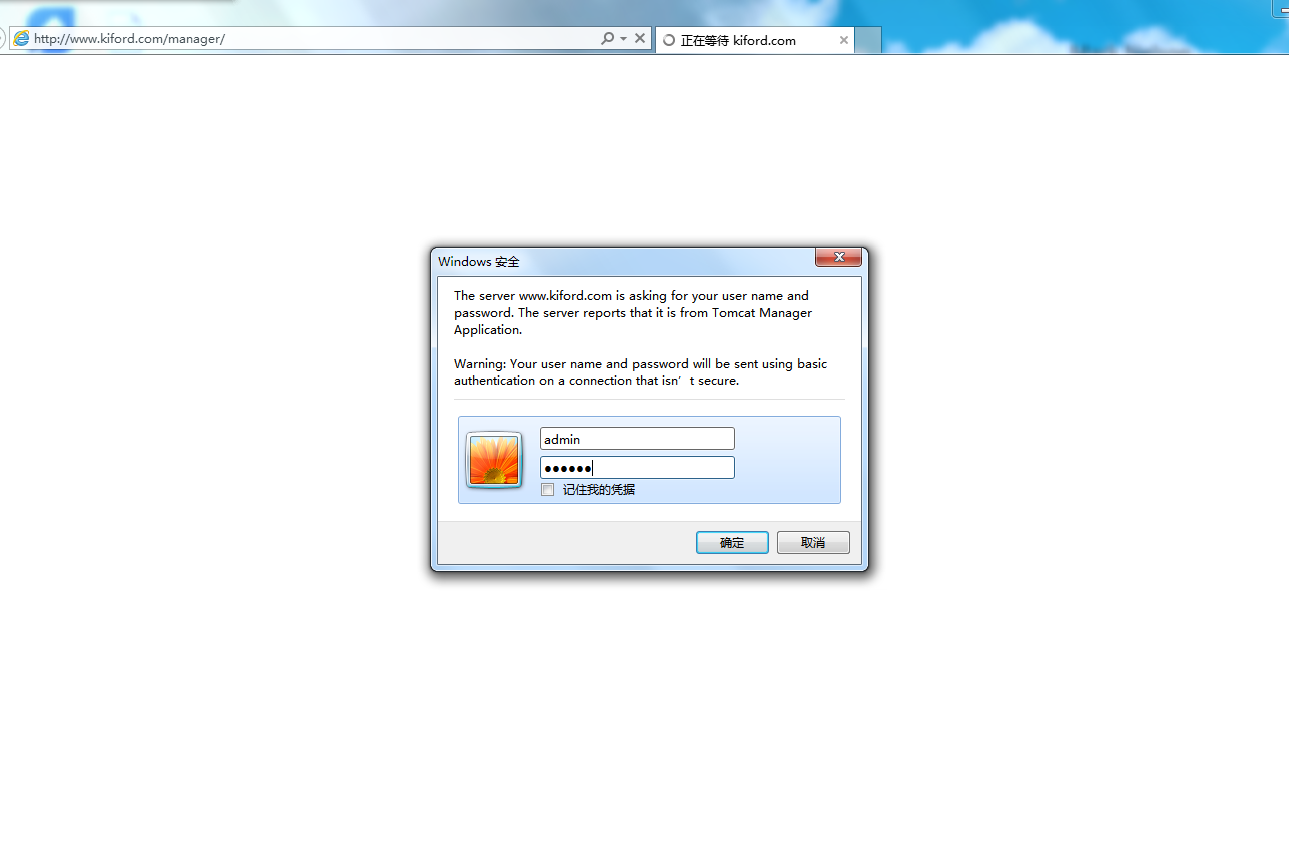 http://www.kiford.com/manager/
正在等待 kiford.com
Windows 安全
The server www.kiford.com is asking for your user name and
password. The server reports that it is from Tomcat Manager
Application.
Warning: Your user name and password will be sent using basic
authentication on a connection that isn't secure.
admin
●●●●●●
记住我的凭据
确定
取消